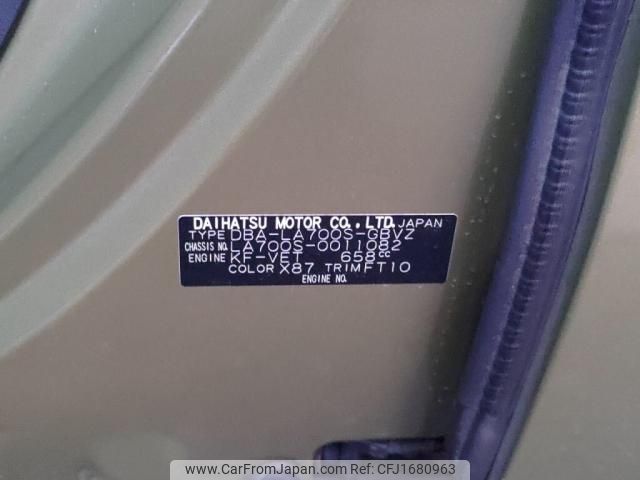 DAIHATSU MOTOR CO., LTD. JAPAN
TYPE DBA-LA700S-GBVZ
CHASSIS NO. LA700S-0011082
ENGINE KF-VET 658cc
COLOR X87 TRIM FT10
ENGINE NO.
www.CarFromJapan.com Ref No. CFJ1680963